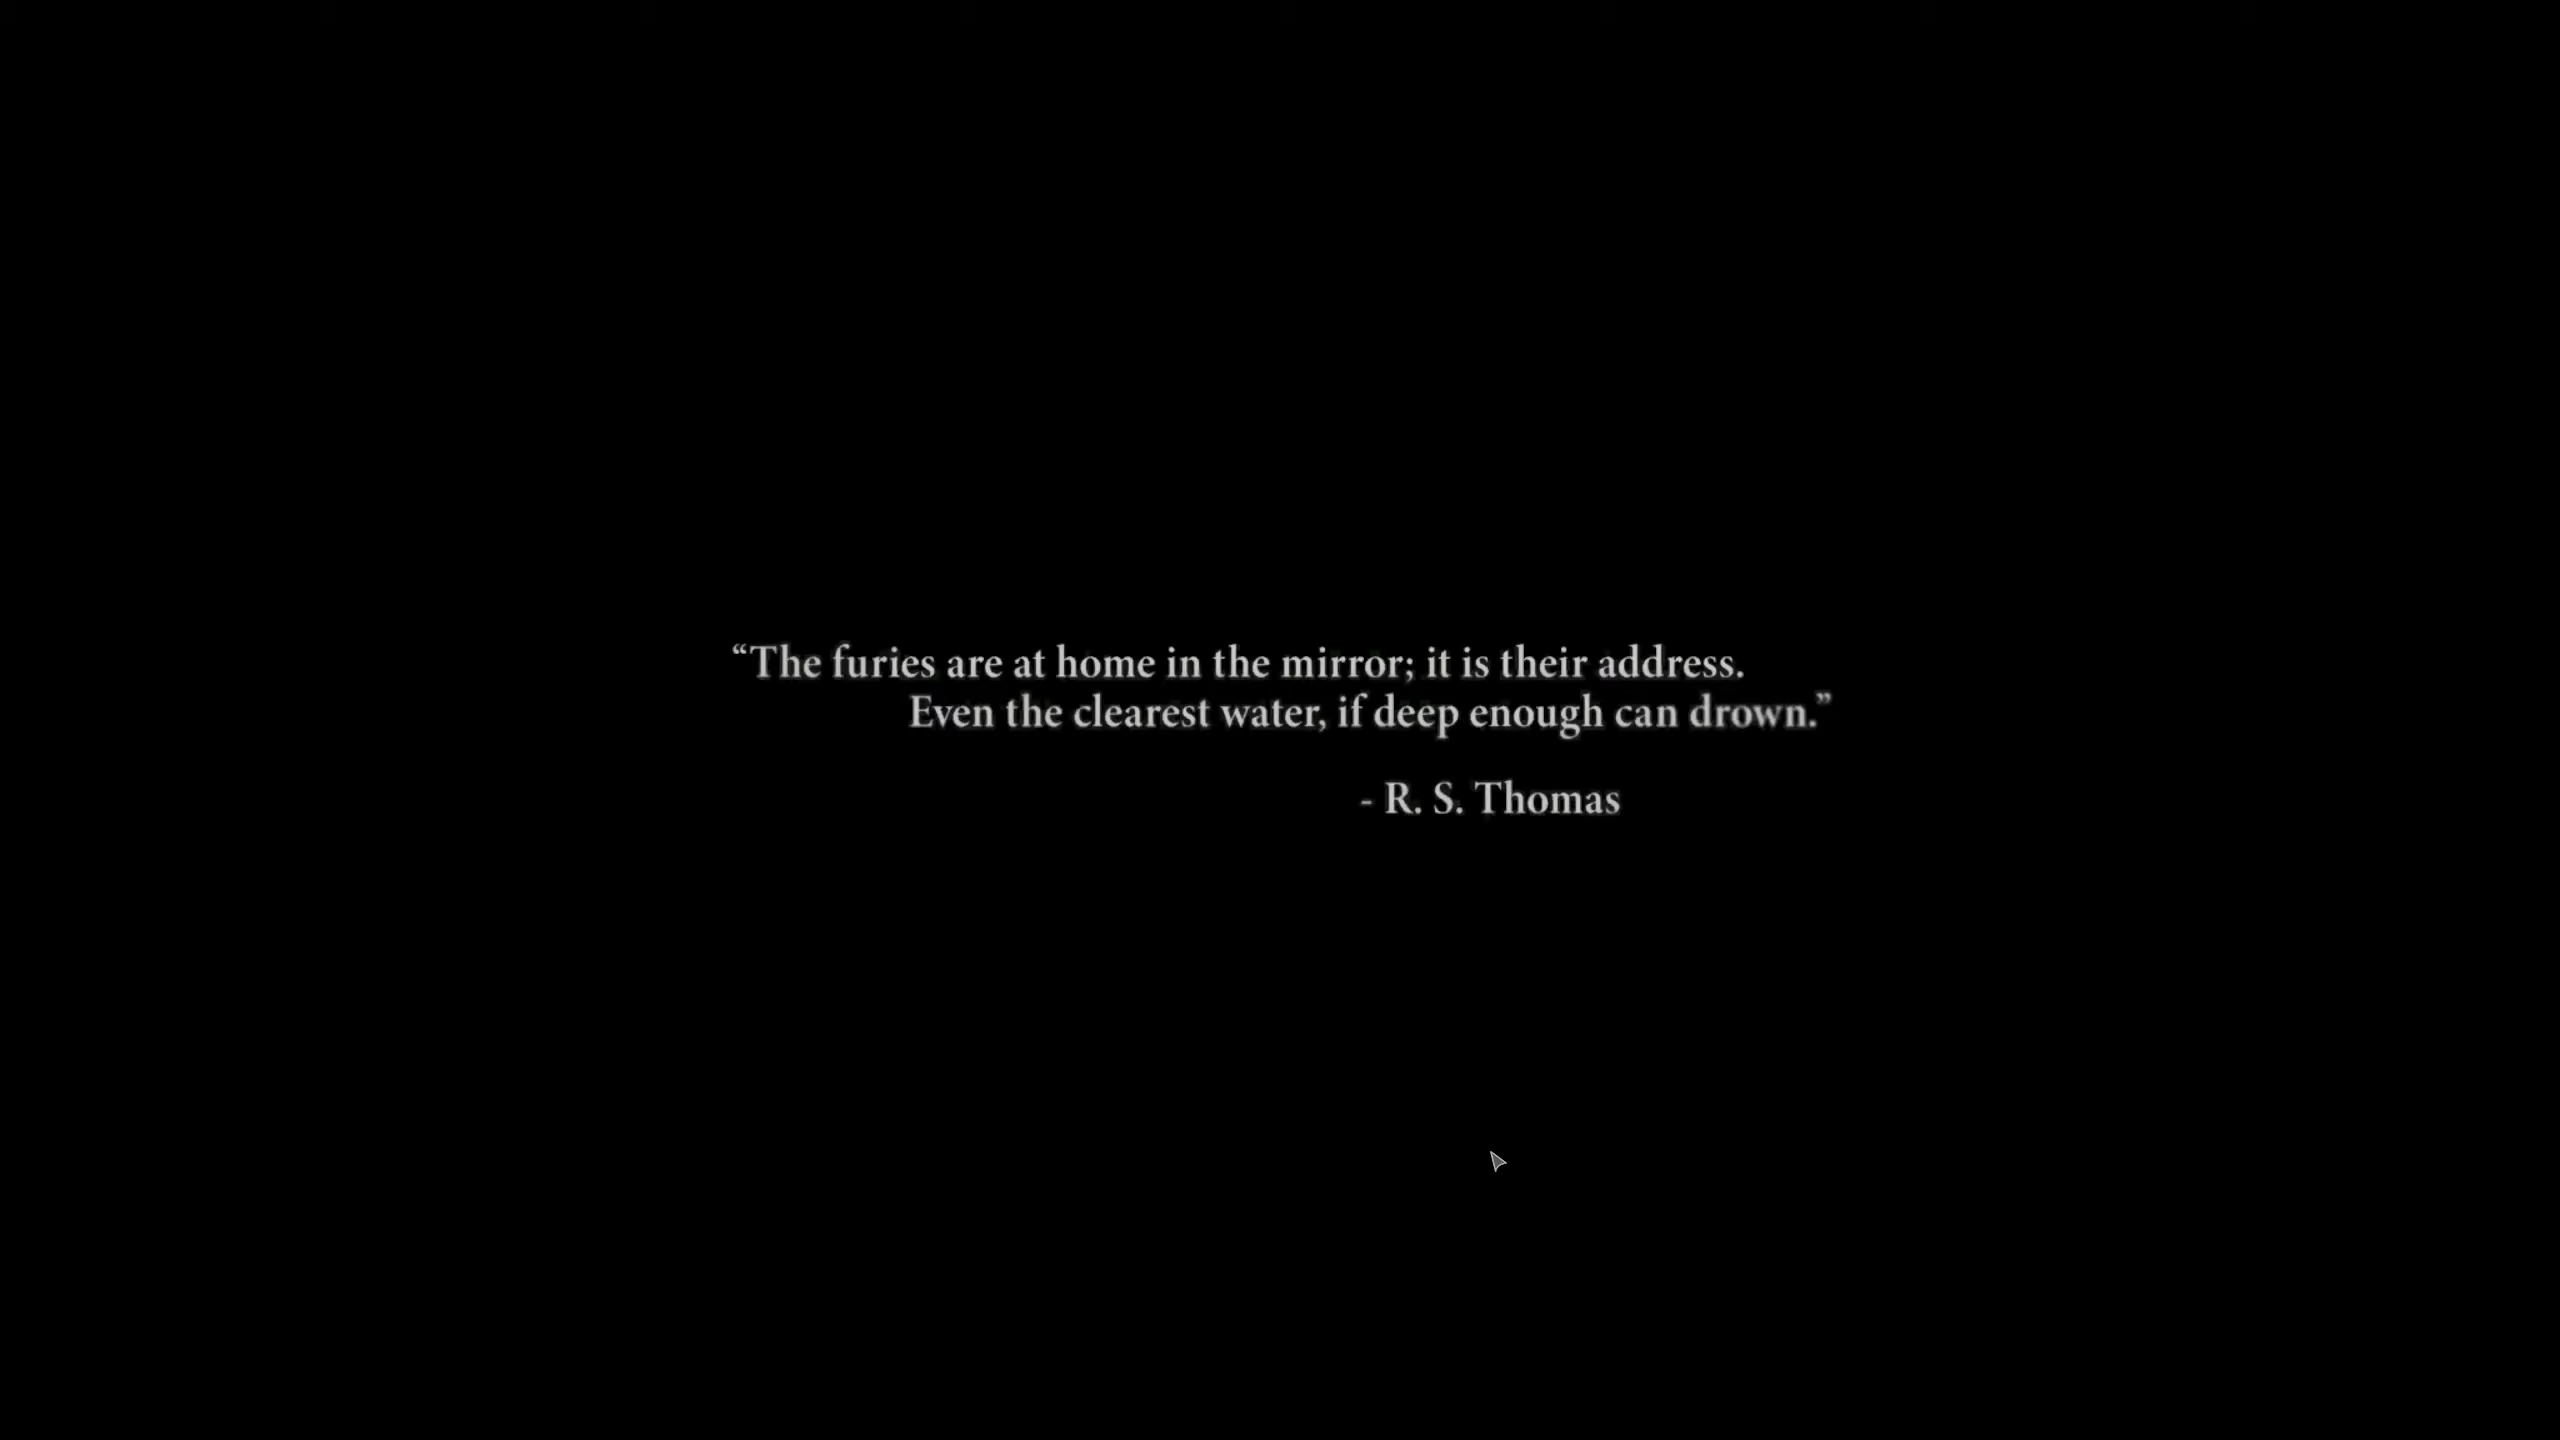 “The furies are at home in the mirror; it is their address.
Even the clearest water, if deep enough can drown.”
- R. S. Thomas